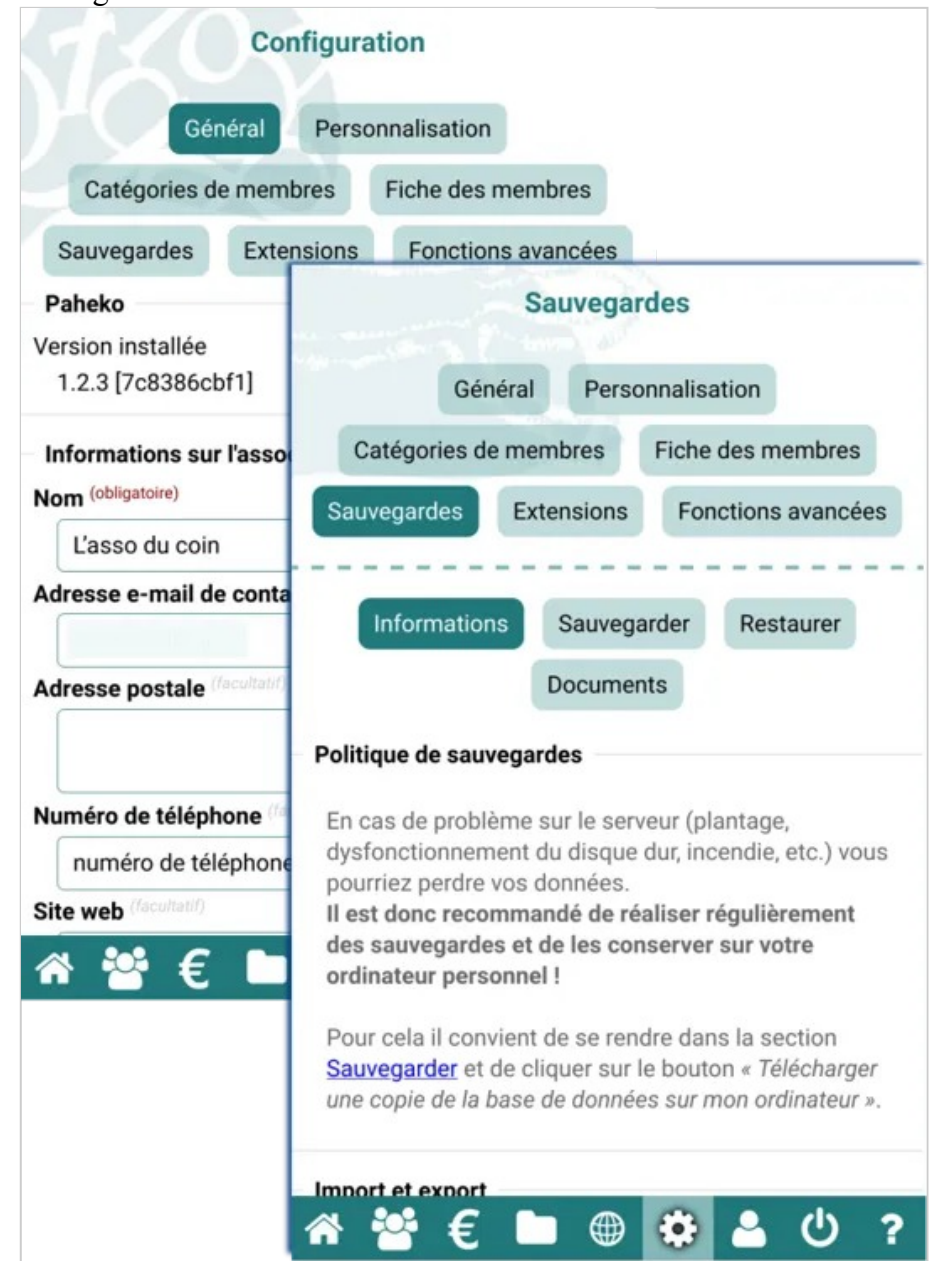 Configuration
Général Personnalisation
Catégories de membres Fiche des membres
Sauvegardes Extensions Fonctions avancées
Paheko
Version installée
1.2.3 [7c8386cbf1]
Informations sur l'asso
Nom (obligatoire)
L'asso du coin
Adresse e-mail de conta
Adresse postale (facultatif)
Numéro de téléphone (fa
numéro de téléphone
Site web (facultatif)
€
Sauvegardes
Général Personnalisation
Catégories de membres Fiche des membres
Sauvegardes Extensions Fonctions avancées
Informations Sauvegarder Restaurer
Documents
Politique de sauvegardes
En cas de problème sur le serveur (plantage,
dysfonctionnement du disque dur, incendie, etc.) vous
pourriez perdre vos données.
Il est donc recommandé de réaliser régulièrement
des sauvegardes et de les conserver sur votre
ordinateur personnel !
Pour cela il convient de se rendre dans la section
Sauvegarder et de cliquer sur le bouton « Télécharger
une copie de la base de données sur mon ordinateur ».
Import et export
€ ?